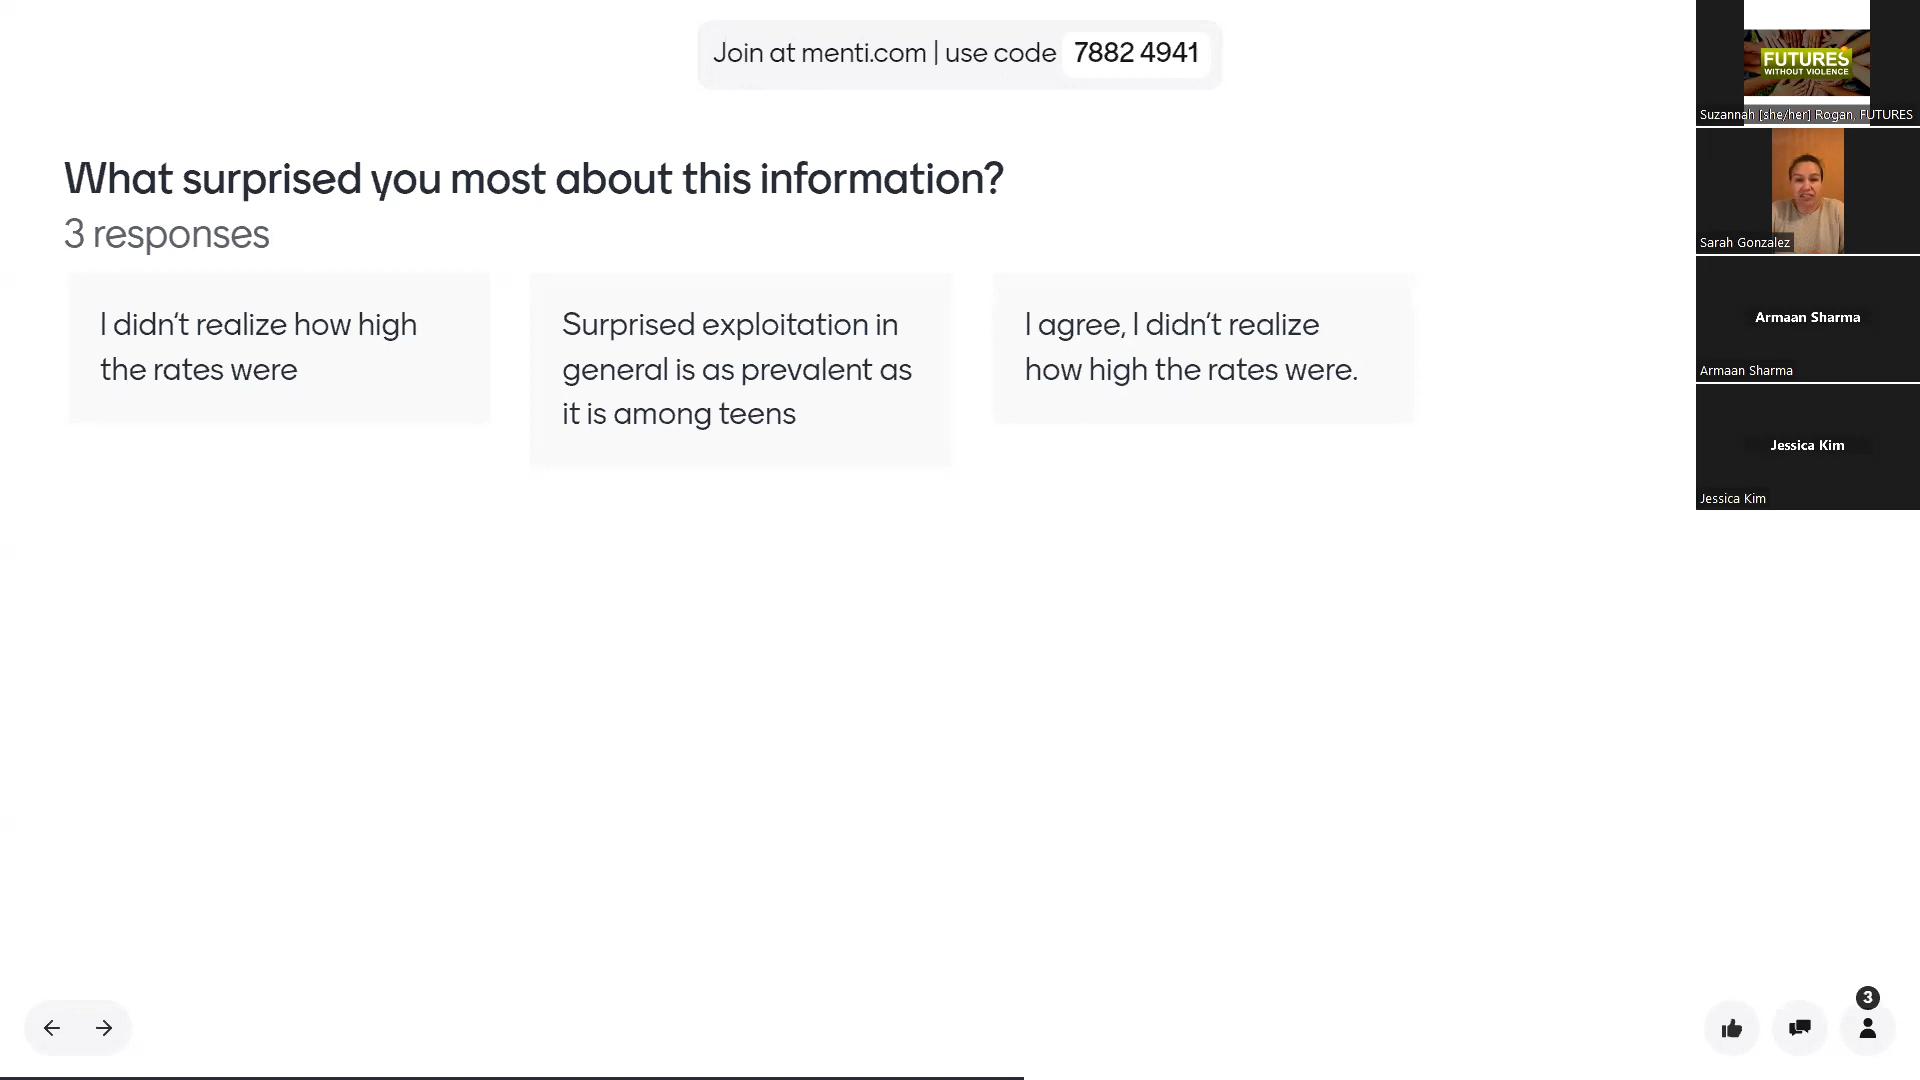 Join at menti.com | use code 7882 4941
What surprised you most about this information?
3 responses
I didn't realize how high
the rates were
Surprised exploitation in
general is as prevalent as
it is among teens
I agree, I didn't realize
how high the rates were.
FUTURES
WITHOUT VIOLENCE
Suzannah [she/her] Rogan, FUTURES
Sarah Gonzalez
Armaan Sharma
Armaan Sharma
Jessica Kim
Jessica Kim
3